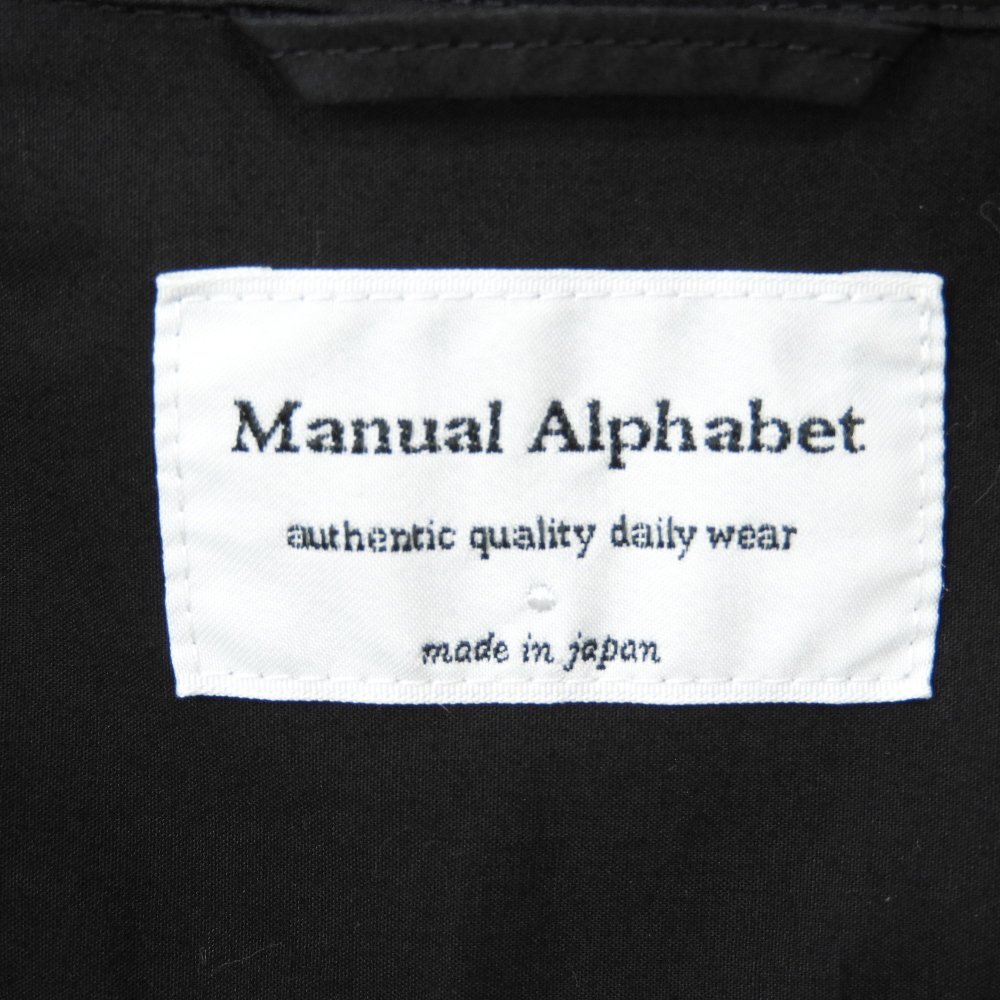 Manual Alphabet
authentic quality daily wear
made in japan